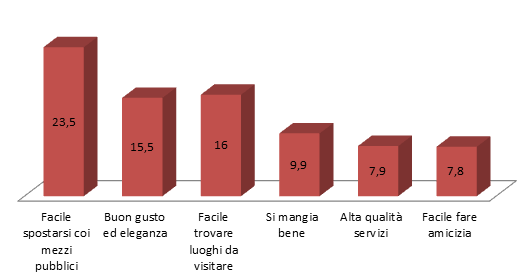 23,5
15,5
16
9,9
7,9
7,8
Facile
spostarsi coi
mezzi
pubblici
Buon gusto
ed eleganza
Facile
trovare
luoghi da
visitare
Si mangia
bene
Alta qualità
servizi
Facile fare
amicizia